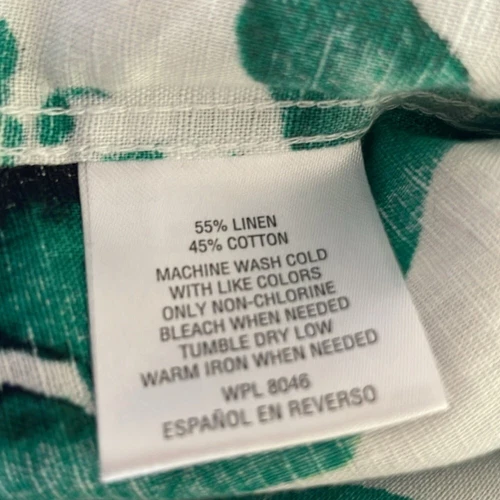 55% LINEN
45% COTTON
MACHINE WASH COLD
WITH LIKE COLORS
ONLY NON-CHLORINE
BLEACH WHEN NEEDED
TUMBLE DRY LOW
WARM IRON WHEN NEEDED
WPL 8046
ESPAÑOL EN REVERSO